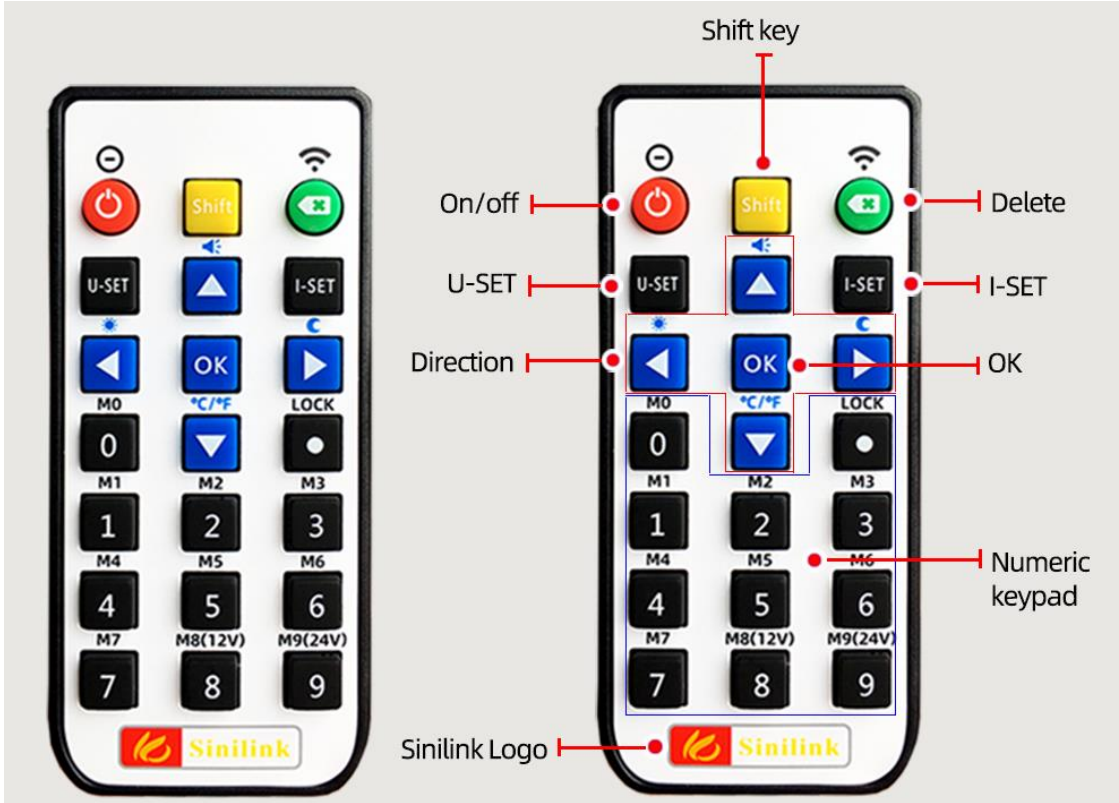 Shift key
Shift
U-SET
I-SET
OK
M0
°C/°F
LOCK
0
M1
M2
M3
1
2
3
M4
M5
M6
4
5
6
M7
M8(12V)
M9(24V)
7
8
9
Sinilink
On/off
Shift
Delete
U-SET
U-SET
I-SET
I-SET
Direction
OK
OK
M0
°C/°F
LOCK
0
M1
M2
M3
1
2
3
M4
M5
M6
Numeric
keypad
4
5
6
M7
M8(12V)
M9(24V)
7
8
9
Sinilink Logo
Sinilink